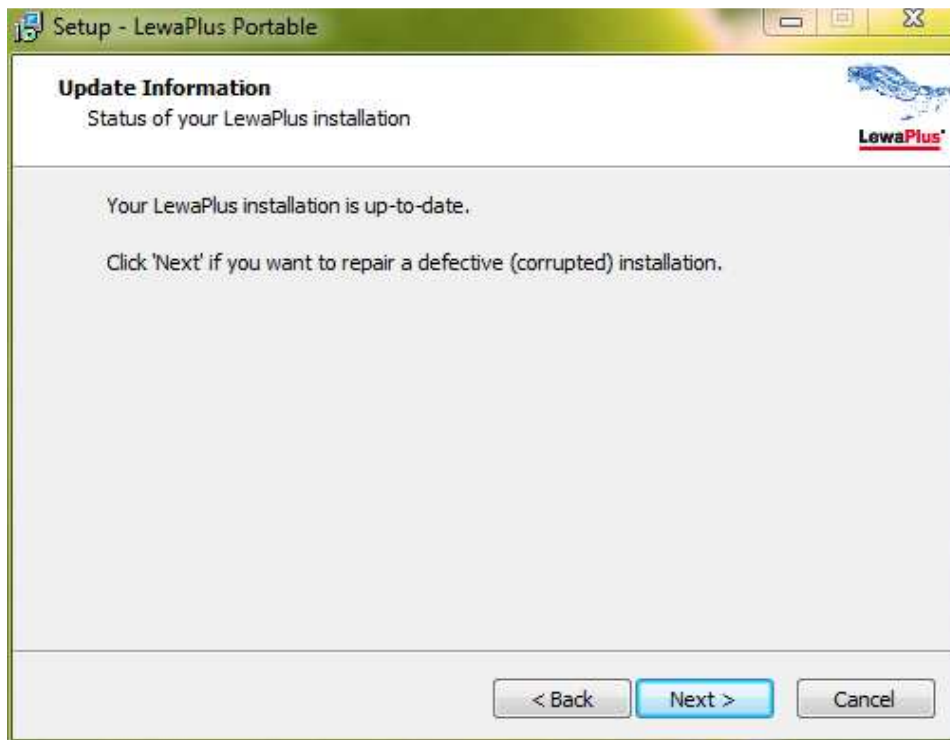 Setup - LewaPlus Portable
Update Information
Status of your LewaPlus installation
LewaPlus
Your LewaPlus installation is up-to-date.
Click 'Next' if you want to repair a defective (corrupted) installation.
< Back
Next >
Cancel